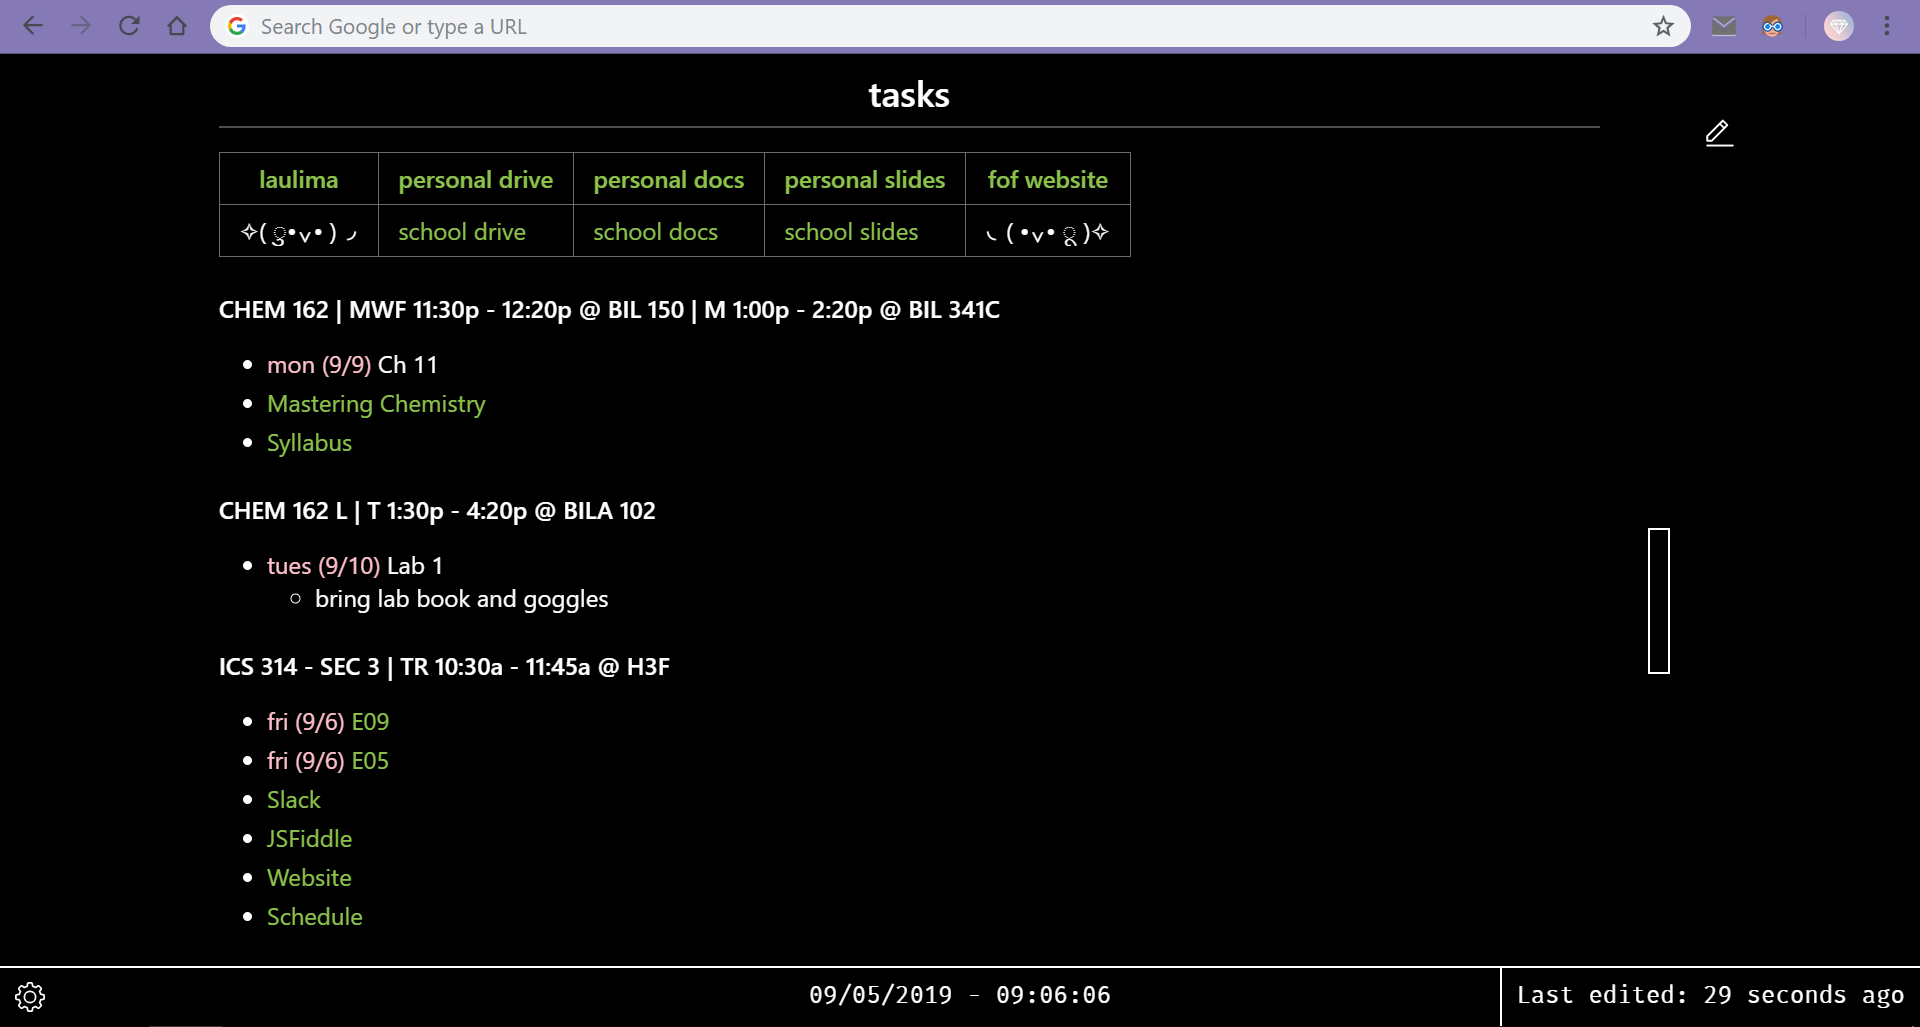 Search Google or type a URL
tasks
laulima personal drive personal docs personal slides fof website
school drive school docs school slides
CHEM 162 | MWF 11:30p - 12:20p @ BIL 150 | M 1:00p - 2:20p @ BIL 341C
mon (9/9) Ch 11
Mastering Chemistry
Syllabus
CHEM 162 L | T 1:30p - 4:20p @ BILA 102
tues (9/10) Lab 1
bring lab book and goggles
ICS 314 - SEC 3 | TR 10:30a - 11:45a @ H3F
fri (9/6) E09
fri (9/6) E05
Slack
JSFiddle
Website
Schedule
09/05/2019 - 09:06:06
Last edited: 29 seconds ago